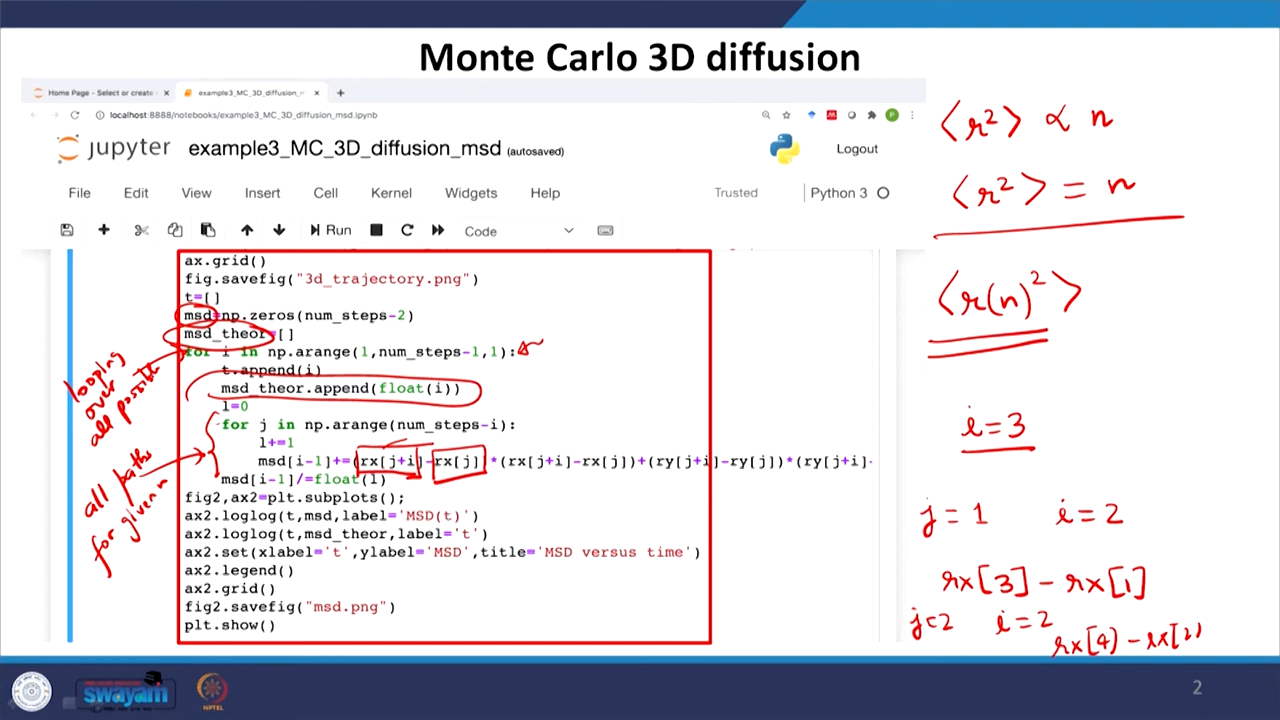 Monte Carlo 3D diffusion
Home Page - Select or create
example3_MC_3D_diffusion_m
localhost:8888/notebooks/example3_MC_3D_diffusion_msd.ipynb
jupyter example3_MC_3D_diffusion_msd (autosaved)
Logout
File Edit View Insert Cell Kernel Widgets Help
Trusted Python 3
Run Code
ax.grid()
fig.savefig("3d_trajectory.png")
t=[]
msd=np.zeros(num_steps-2)
msd_theor=[]
for i in np.arange(1,num_steps-1,1):
t.append(i)
msd_theor.append(float(i))
l=0
for j in np.arange(num_steps-i):
l+=1
msd[i-1]+=(rx[j+i]-rx[j])*(rx[j+i]-rx[j])+(ry[j+i]-ry[j])*(ry[j+i]-
msd[i-1]/=float(l)
fig2,ax2=plt.subplots();
ax2.loglog(t,msd,label='MSD(t)')
ax2.loglog(t,msd_theor,label='t')
ax2.set(xlabel='t',ylabel='MSD',title='MSD versus time')
ax2.legend()
ax2.grid()
fig2.savefig("msd.png")
plt.show()
looping
over
all possible
all paths
for given n
⟨r²⟩ ∝ n
⟨r²⟩ = n
⟨r(n)²⟩
i=3
j=1 i=2
rx[3] - rx[1]
j=2 i=2
rx[4] - rx[2]
swayam
NPTEL
2